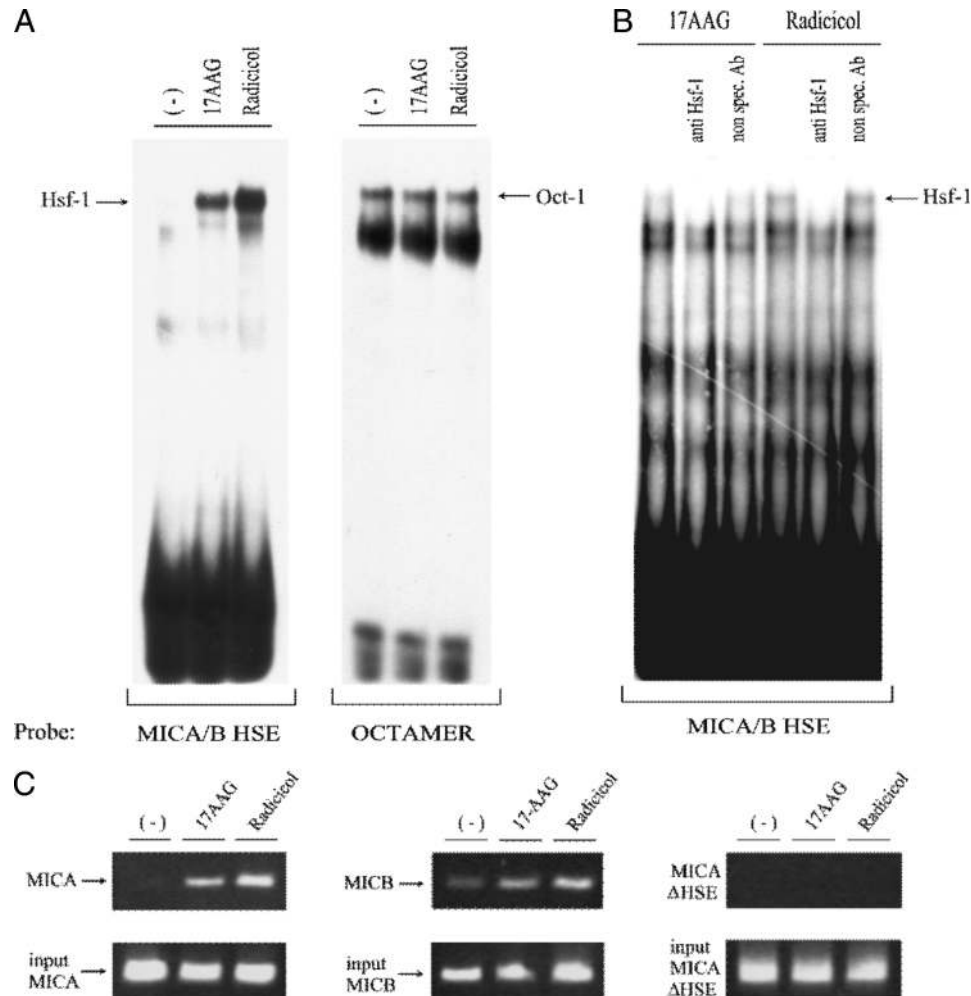 A
(-)
17AAG
Radicicol
Hsf-1
MICA/B HSE
(-)
17AAG
Radicicol
Oct-1
OCTAMER
Probe:
B
17AAG
Radicicol
anti Hsf-1
non spec. Ab
anti Hsf-1
non spec. Ab
Hsf-1
MICA/B HSE
C
(-)
17AAG
Radicicol
MICA
input
MICA
(-)
17-AAG
Radicicol
MICB
input
MICB
(-)
17AAG
Radicicol
MICA
ΔHSE
input
MICA
ΔHSE